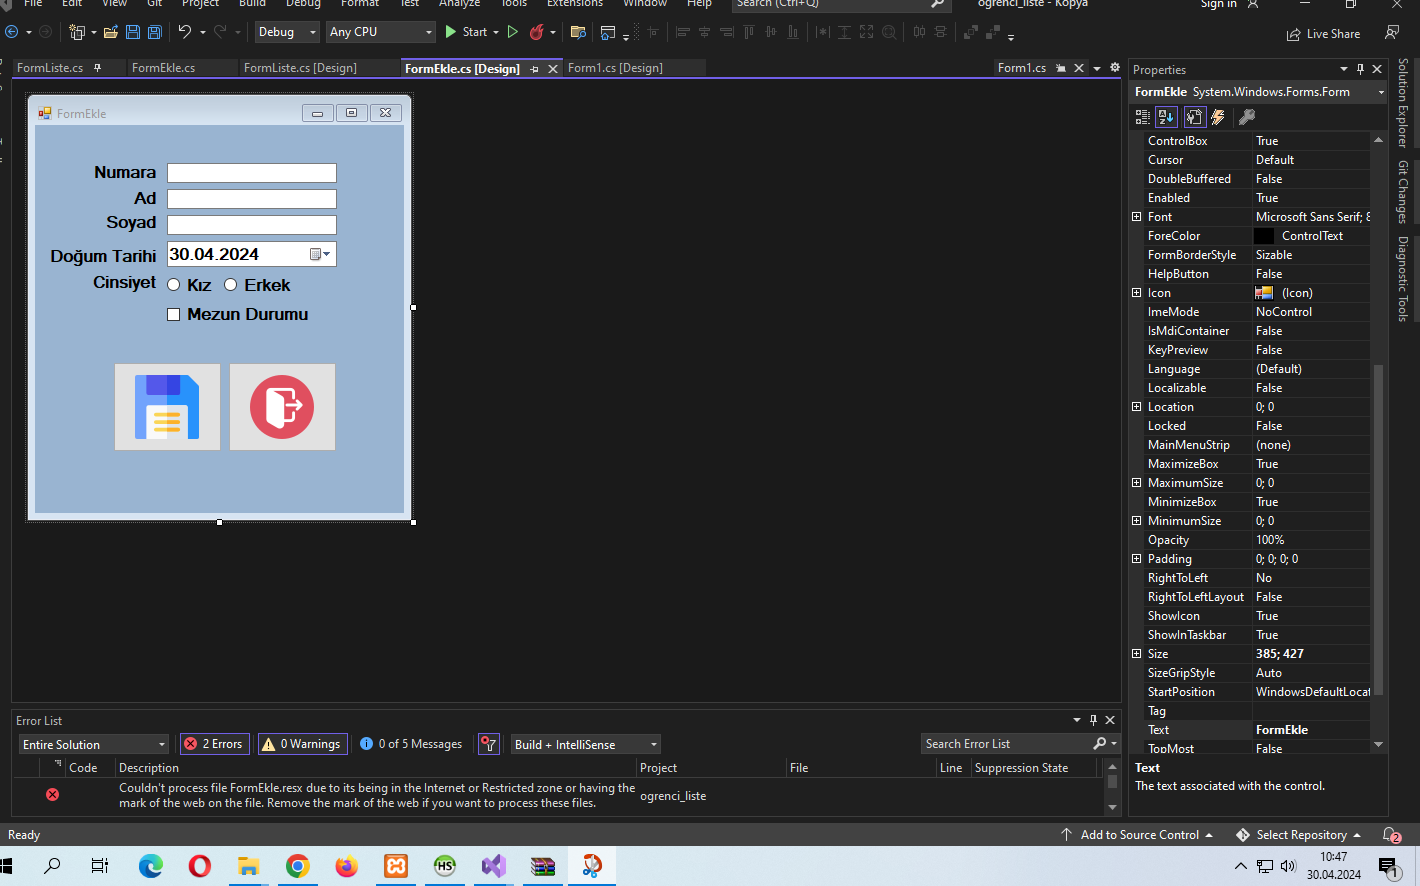 File Edit View Git Project Build Debug Format Test Analyze Tools Extensions Window Help Search (Ctrl+Q) ogrenci_liste - Kopya Sign in
Debug Any CPU Start Live Share
FormListe.cs FormEkle.cs FormListe.cs [Design] FormEkle.cs [Design] Form1.cs [Design] Form1.cs
FormEkle
Numara
Ad
Soyad
Doğum Tarihi 30.04.2024
Cinsiyet Kız Erkek
Mezun Durumu
Properties
FormEkle System.Windows.Forms.Form
ControlBox True
Cursor Default
DoubleBuffered False
Enabled True
Font Microsoft Sans Serif; 8
ForeColor ControlText
FormBorderStyle Sizable
HelpButton False
Icon (Icon)
ImeMode NoControl
IsMdiContainer False
KeyPreview False
Language (Default)
Localizable False
Location 0; 0
Locked False
MainMenuStrip (none)
MaximizeBox True
MaximumSize 0; 0
MinimizeBox True
MinimumSize 0; 0
Opacity 100%
Padding 0; 0; 0; 0
RightToLeft No
RightToLeftLayout False
ShowIcon True
ShowInTaskbar True
Size 385; 427
SizeGripStyle Auto
StartPosition WindowsDefaultLocat
Tag
Text FormEkle
TopMost False
Text
The text associated with the control.
Solution Explorer
Git Changes
Diagnostic Tools
Error List
Entire Solution 2 Errors 0 Warnings 0 of 5 Messages Build + IntelliSense Search Error List
Code Description Project File Line Suppression State
Couldn't process file FormEkle.resx due to its being in the Internet or Restricted zone or having the
mark of the web on the file. Remove the mark of the web if you want to process these files. ogrenci_liste
Ready Add to Source Control Select Repository 2
HS
10:47
30.04.2024
1